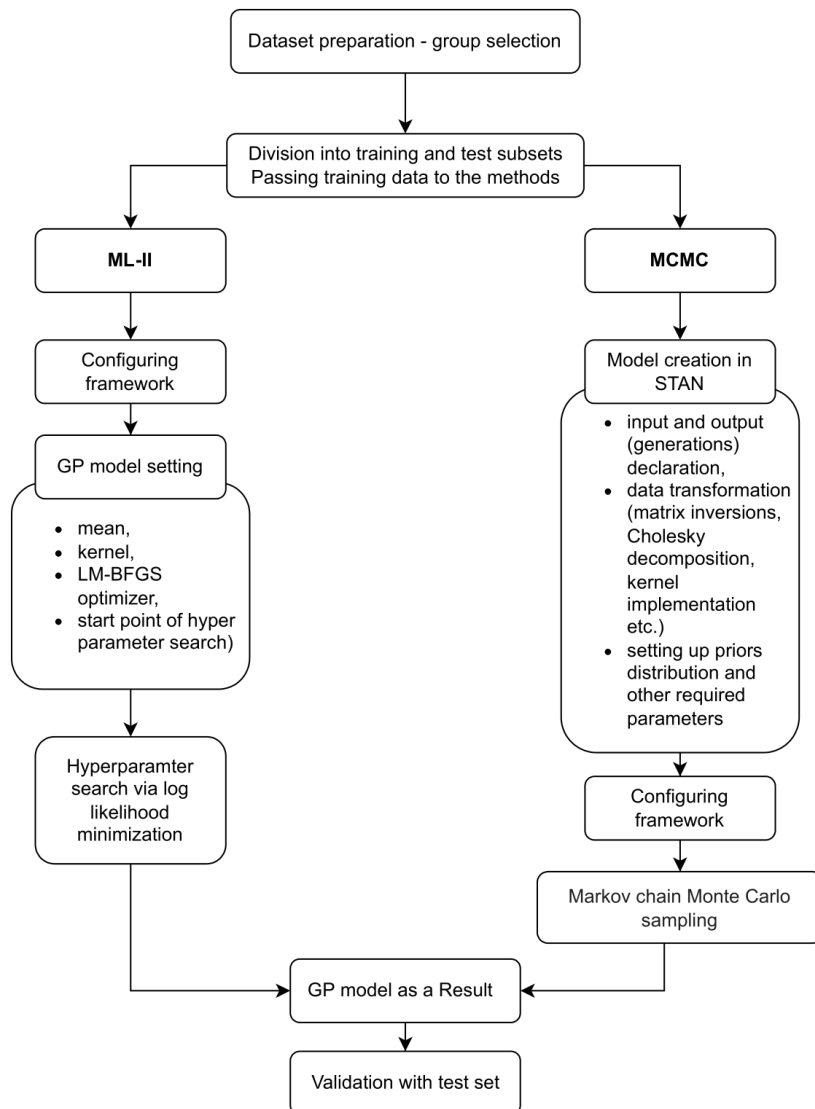 Dataset preparation - group selection
Division into training and test subsets
Passing training data to the methods
ML-II
Configuring
framework
GP model setting
• mean,
• kernel,
• LM-BFGS
optimizer,
• start point of hyper
parameter search)
Hyperparamter
search via log
likelihood
minimization
MCMC
Model creation in
STAN
• input and output
(generations)
declaration,
• data transformation
(matrix inversions,
Cholesky
decomposition,
kernel
implementation
etc.)
• setting up priors
distribution and
other required
parameters
Configuring
framework
Markov chain Monte Carlo
sampling
GP model as a Result
Validation with test set